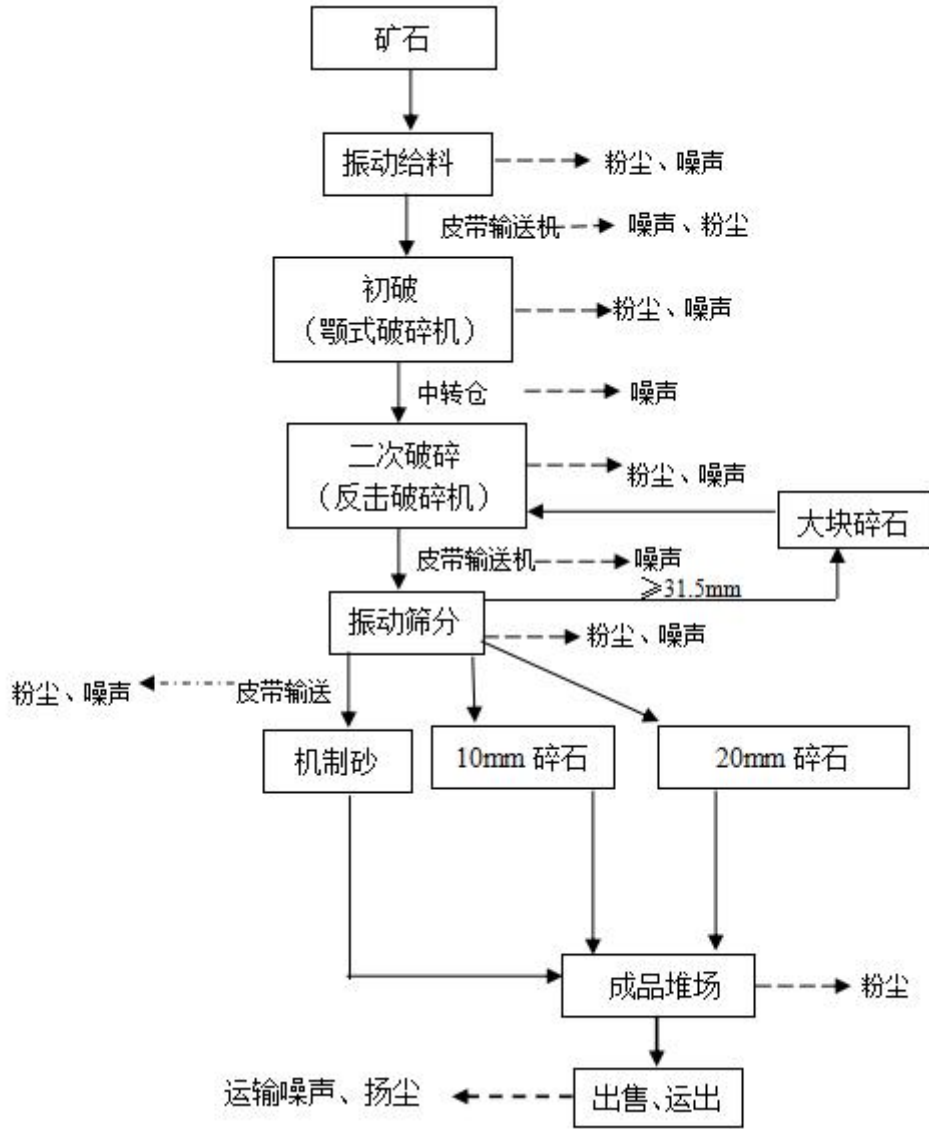 矿石
振动给料
粉尘、噪声
皮带输送机
噪声、粉尘
初破
（颚式破碎机）
粉尘、噪声
中转仓
噪声
二次破碎
（反击破碎机）
粉尘、噪声
大块碎石
皮带输送机
噪声
≥31.5mm
振动筛分
粉尘、噪声
粉尘、噪声
皮带输送
机制砂
10mm 碎石
20mm 碎石
成品堆场
粉尘
运输噪声、扬尘
出售、运出